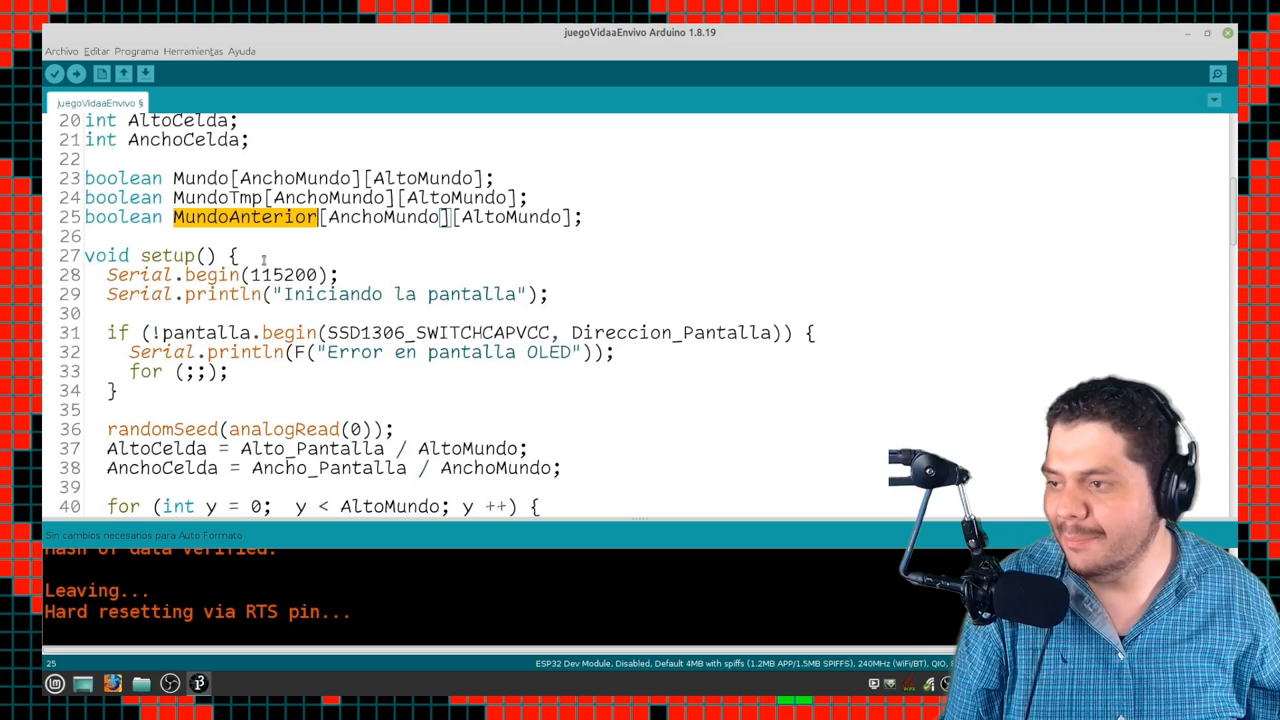 juegoVidaaEnvivo Arduino 1.8.19
Archivo Editar Programa Herramientas Ayuda
juegoVidaaEnvivo §
20 int AltoCelda;
21 int AnchoCelda;
22
23 boolean Mundo[AnchoMundo][AltoMundo];
24 boolean MundoTmp[AnchoMundo][AltoMundo];
25 boolean MundoAnterior[AnchoMundo][AltoMundo];
26
27 void setup() {
28 Serial.begin(115200);
29 Serial.println("Iniciando la pantalla");
30
31 if (!pantalla.begin(SSD1306_SWITCHCAPVCC, Direccion_Pantalla)) {
32 Serial.println(F("Error en pantalla OLED"));
33 for (;;);
34 }
35
36 randomSeed(analogRead(0));
37 AltoCelda = Alto_Pantalla / AltoMundo;
38 AnchoCelda = Ancho_Pantalla / AnchoMundo;
39
40 for (int y = 0; y < AltoMundo; y ++) {
Sin cambios necesarios para Auto Formato
Hash of data verified.
Leaving...
Hard resetting via RTS pin...
25 ESP32 Dev Module, Disabled, Default 4MB with spiffs (1.2MB APP/1.5MB SPIFFS), 240MHz (WiFi/BT), QIO,